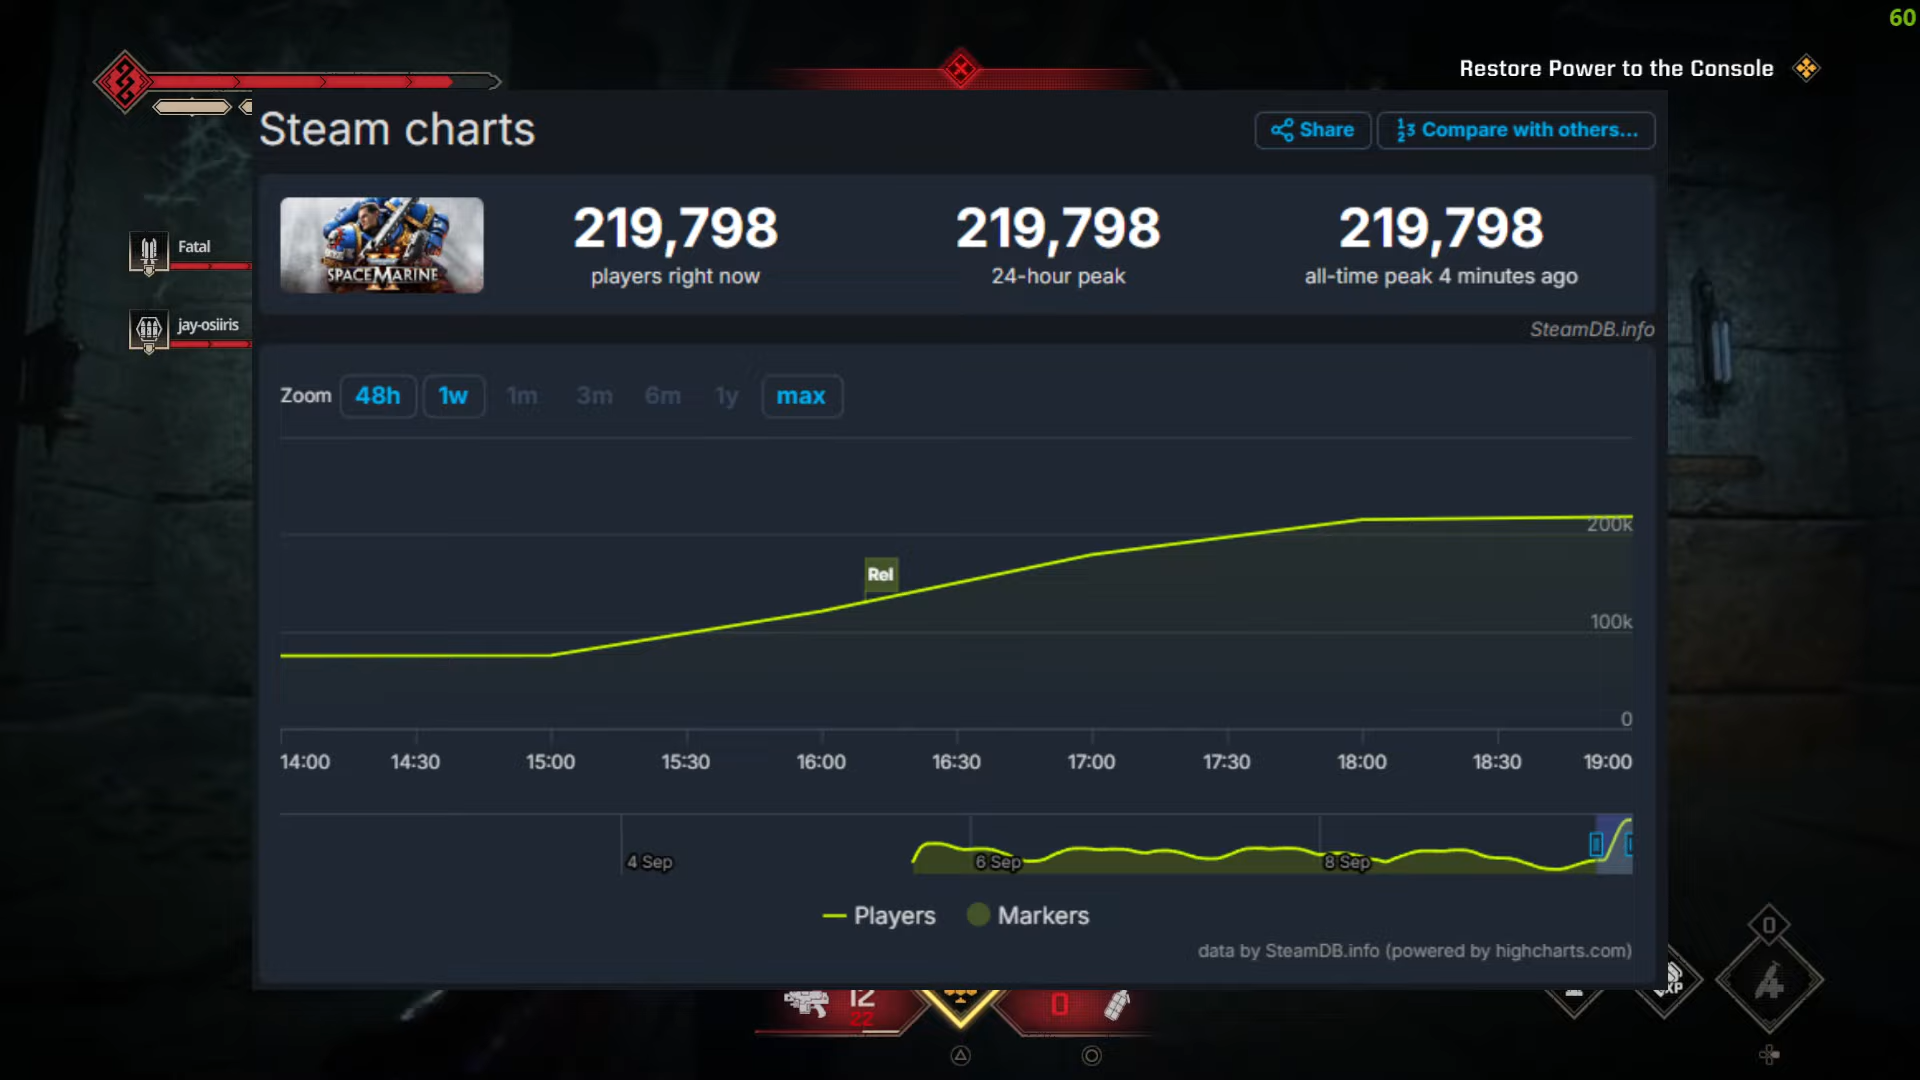 60
Restore Power to the Console
Steam charts
Share
Compare with others...
SPACE MARINE
219,798
players right now
219,798
24-hour peak
219,798
all-time peak 4 minutes ago
Fatal
jay-osiiris
SteamDB.info
Zoom 48h 1w 1m 3m 6m 1y max
200k
Rel
100k
0
14:00 14:30 15:00 15:30 16:00 16:30 17:00 17:30 18:00 18:30 19:00
4 Sep 6 Sep 8 Sep
Players Markers
data by SteamDB.info (powered by highcharts.com)
0
12
22
0
XP